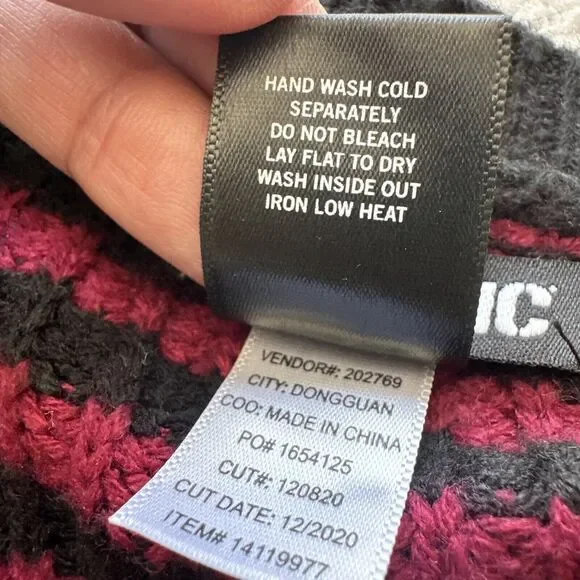 HAND WASH COLD
SEPARATELY
DO NOT BLEACH
LAY FLAT TO DRY
WASH INSIDE OUT
IRON LOW HEAT
IC
VENDOR#: 202769
CITY: DONGGUAN
COO: MADE IN CHINA
PO# 1654125
CUT#: 120820
CUT DATE: 12/2020
ITEM# 14119977